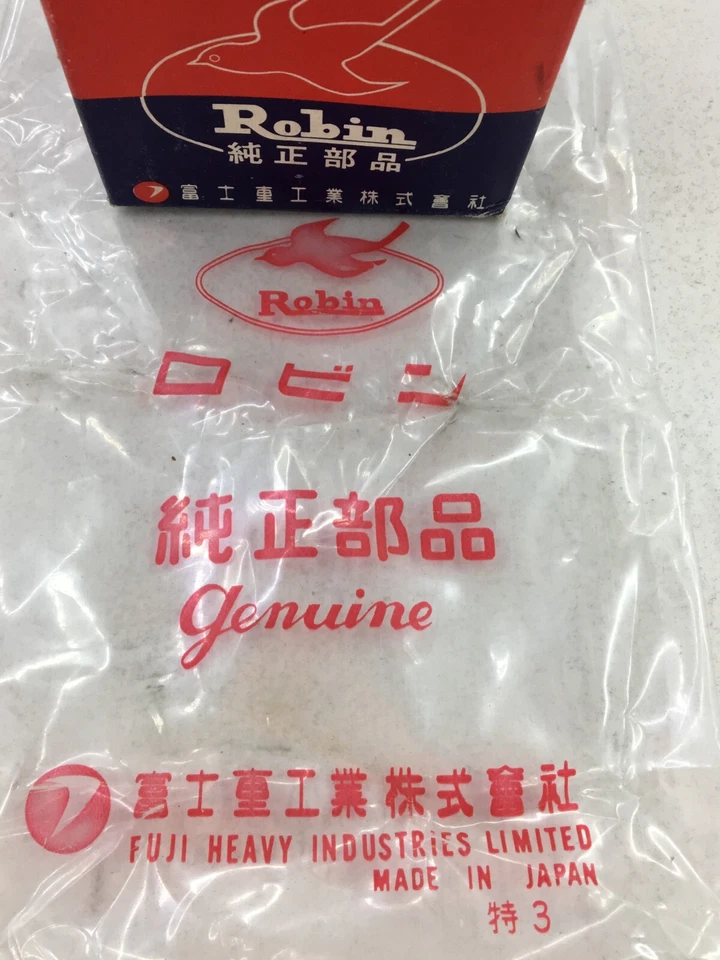 Robin
純正部品
富士重工業株式會社
Robin
ロビン
純正部品
genuine
富士重工業株式會社
FUJI HEAVY INDUSTRiES LIMITED
MADE IN JAPAN
特3